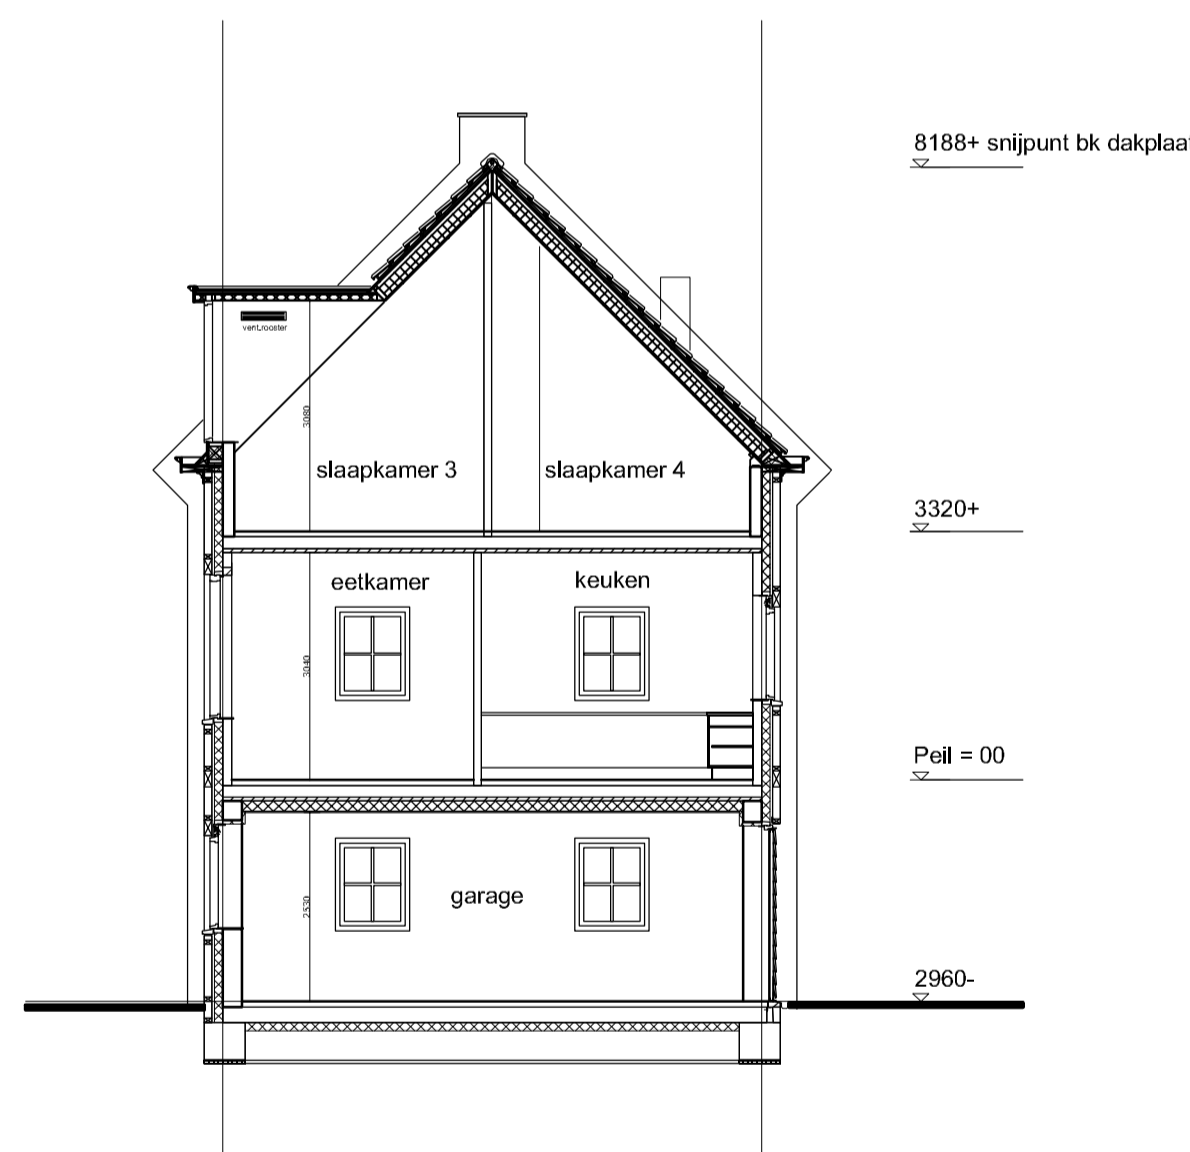 8188+ snijpunt bk dakplaat
vent.rooster
3080
slaapkamer 3
slaapkamer 4
3320+
eetkamer
keuken
3040
Peil = 00
2530
garage
2960-